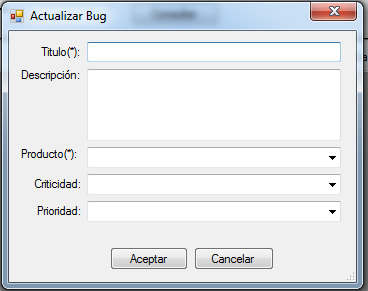 Actualizar Bug
Titulo(*):
Descripción:
Producto(*):
Criticidad:
Prioridad:
Aceptar
Cancelar